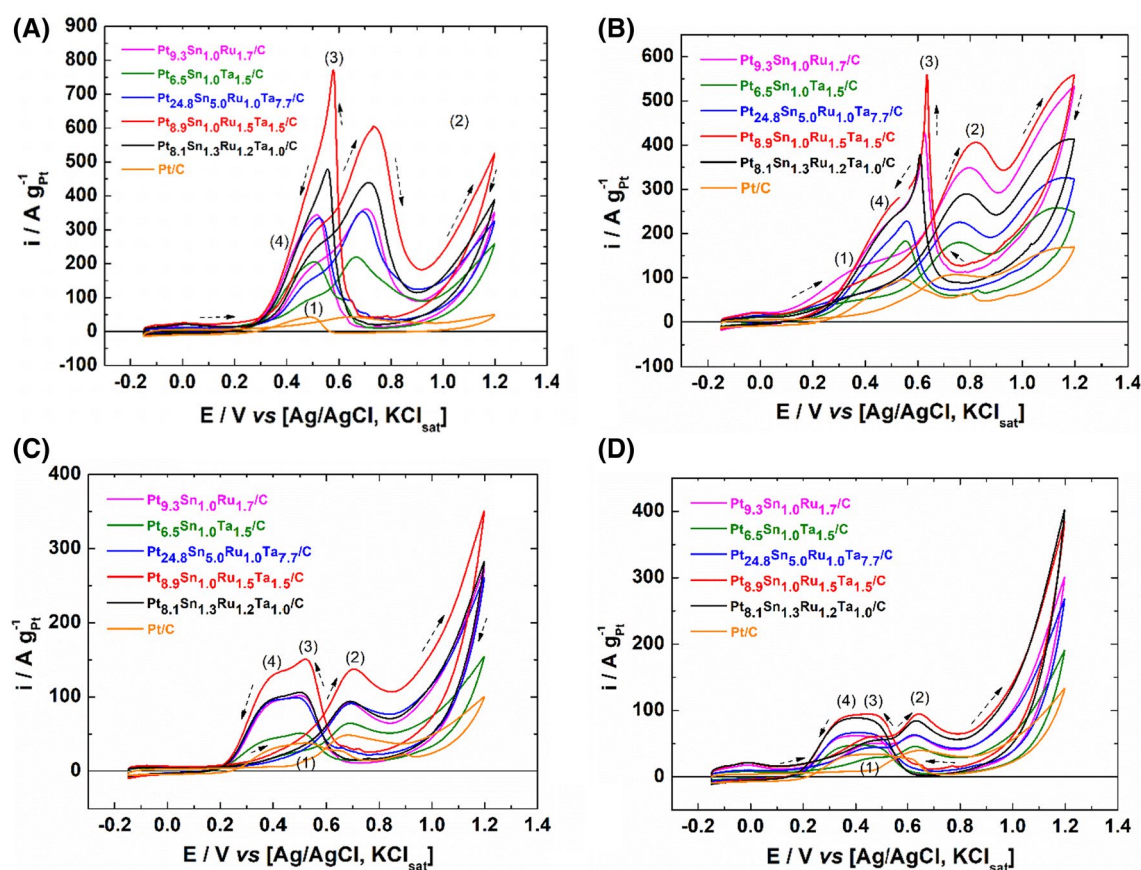 (A)
900
800
700
600
500
400
300
200
100
0
-100
i / A g⁻¹Pt
Pt9.3Sn1.0Ru1.7/C
Pt6.5Sn1.0Ta1.5/C
Pt24.8Sn5.0Ru1.0Ta7.7/C
Pt8.9Sn1.0Ru1.5Ta1.5/C
Pt8.1Sn1.3Ru1.2Ta1.0/C
Pt/C
(3)
(2)
(4)
(1)
-0.2 0.0 0.2 0.4 0.6 0.8 1.0 1.2 1.4
E / V vs [Ag/AgCl, KClsat]
(B)
600
500
400
300
200
100
0
-100
i / A g⁻¹Pt
Pt9.3Sn1.0Ru1.7/C
Pt6.5Sn1.0Ta1.5/C
Pt24.8Sn5.0Ru1.0Ta7.7/C
Pt8.9Sn1.0Ru1.5Ta1.5/C
Pt8.1Sn1.3Ru1.2Ta1.0/C
Pt/C
(3)
(2)
(4)
(1)
-0.2 0.0 0.2 0.4 0.6 0.8 1.0 1.2 1.4
E / V vs [Ag/AgCl, KClsat]
(C)
400
300
200
100
0
i / A g⁻¹Pt
Pt9.3Sn1.0Ru1.7/C
Pt6.5Sn1.0Ta1.5/C
Pt24.8Sn5.0Ru1.0Ta7.7/C
Pt8.9Sn1.0Ru1.5Ta1.5/C
Pt8.1Sn1.3Ru1.2Ta1.0/C
Pt/C
(4) (3) (2)
(1)
-0.2 0.0 0.2 0.4 0.6 0.8 1.0 1.2 1.4
E / V vs [Ag/AgCl, KClsat]
(D)
400
300
200
100
0
i / A g⁻¹Pt
Pt9.3Sn1.0Ru1.7/C
Pt6.5Sn1.0Ta1.5/C
Pt24.8Sn5.0Ru1.0Ta7.7/C
Pt8.9Sn1.0Ru1.5Ta1.5/C
Pt8.1Sn1.3Ru1.2Ta1.0/C
Pt/C
(4) (3) (2)
(1)
-0.2 0.0 0.2 0.4 0.6 0.8 1.0 1.2 1.4
E / V vs [Ag/AgCl, KClsat]